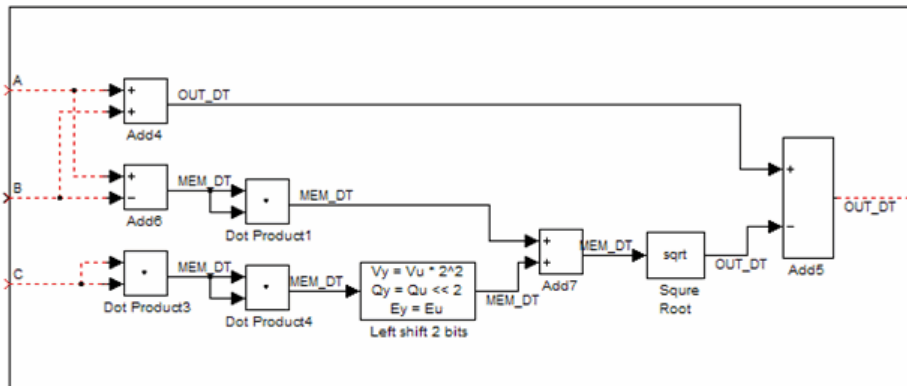 A
+
+
Add4
OUT_DT
B
+
−
Add6
MEM_DT
Dot Product1
MEM_DT
C
Dot Product3
MEM_DT
Dot Product4
MEM_DT
Vy = Vu * 2^2
Qy = Qu << 2
Ey = Eu
Left shift 2 bits
MEM_DT
+
+
Add7
MEM_DT
sqrt
Squre
Root
OUT_DT
+
−
Add5
OUT_DT